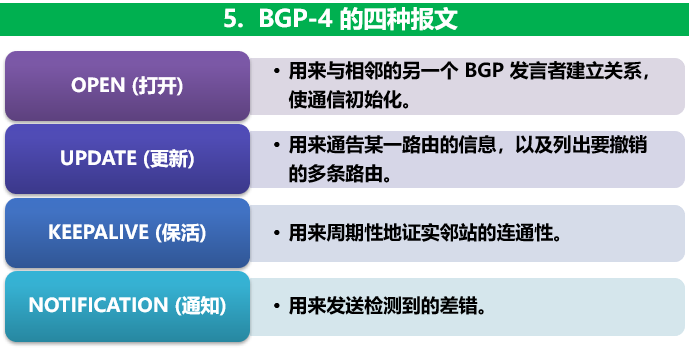 5. BGP-4 的四种报文
OPEN (打开)
• 用来与相邻的另一个 BGP 发言者建立关系，
使通信初始化。
UPDATE (更新)
• 用来通告某一路由的信息，以及列出要撤销
的多条路由。
KEEPALIVE (保活)
• 用来周期性地证实邻站的连通性。
NOTIFICATION (通知)
• 用来发送检测到的差错。